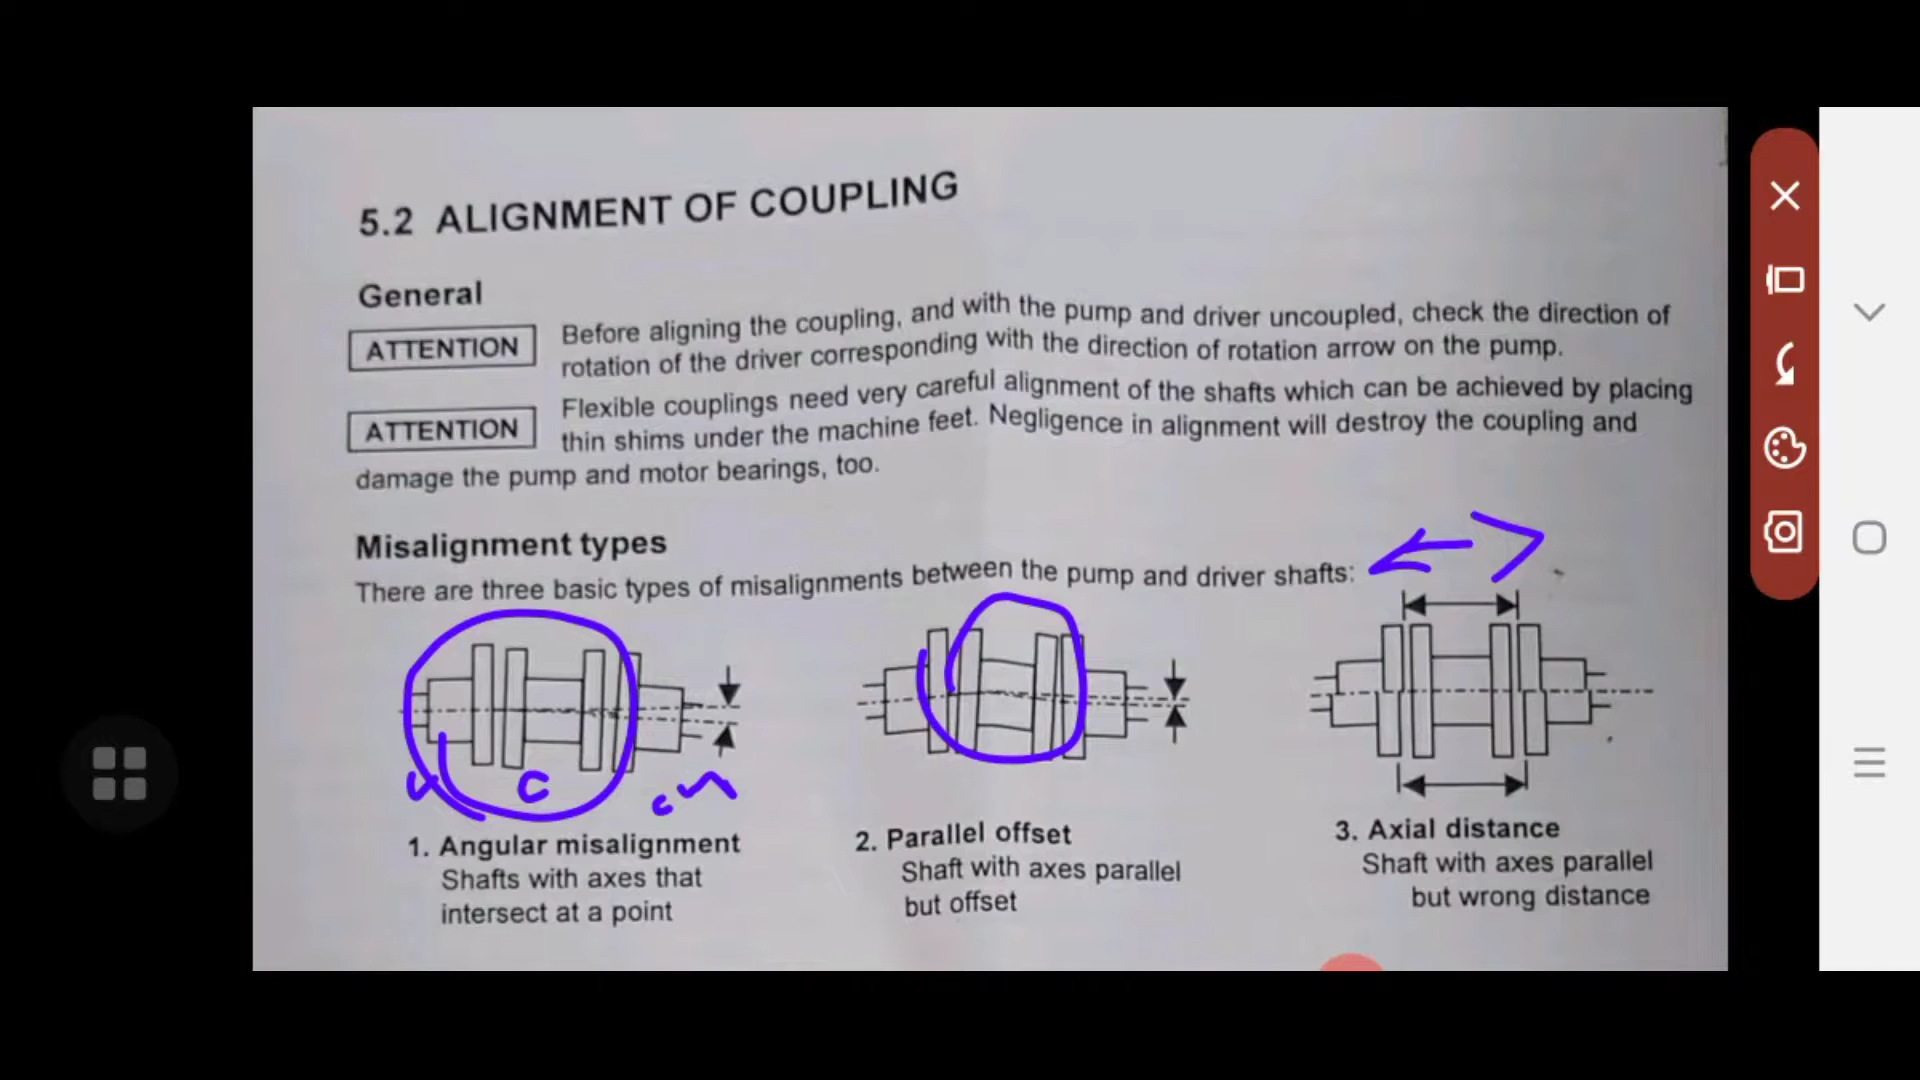 5.2 ALIGNMENT OF COUPLING
General
ATTENTION Before aligning the coupling, and with the pump and driver uncoupled, check the direction of
rotation of the driver corresponding with the direction of rotation arrow on the pump.
ATTENTION Flexible couplings need very careful alignment of the shafts which can be achieved by placing
thin shims under the machine feet. Negligence in alignment will destroy the coupling and
damage the pump and motor bearings, too.
Misalignment types
There are three basic types of misalignments between the pump and driver shafts:
C
1. Angular misalignment
Shafts with axes that
intersect at a point
2. Parallel offset
Shaft with axes parallel
but offset
3. Axial distance
Shaft with axes parallel
but wrong distance